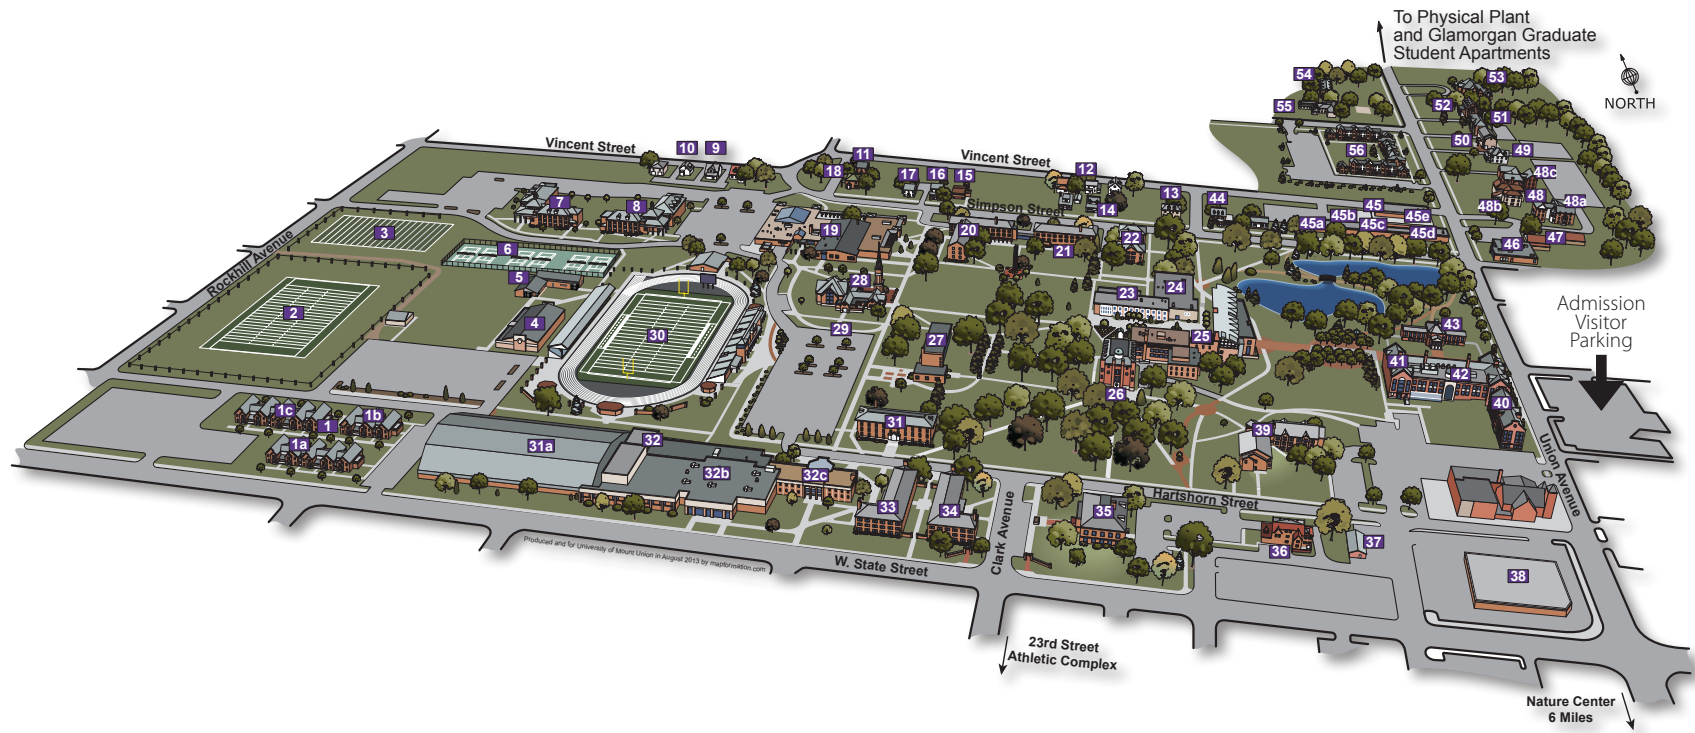 To Physical Plant
and Glamorgan Graduate
Student Apartments
NORTH
54
53
55
52
51
50
49
56
48c
48
48a
48b
Vincent Street
10
9
11
18
Vincent Street
12
17
16
15
14
13
44
45
45b
45e
45a
45c
45d
47
46
7
8
Simpson Street
3
19
20
21
22
6
5
Rockhill Avenue
28
23
24
2
4
30
29
27
25
43
Admission
Visitor
Parking
41
42
26
40
1c
1b
1
1a
31
39
31a
32
32b
32c
33
34
35
Hartshorn Street
Clark Avenue
Union Avenue
36
37
38
Produced and for University of Mount Union in August 2013 by mapformation.com
W. State Street
23rd Street
Athletic Complex
Nature Center
6 Miles